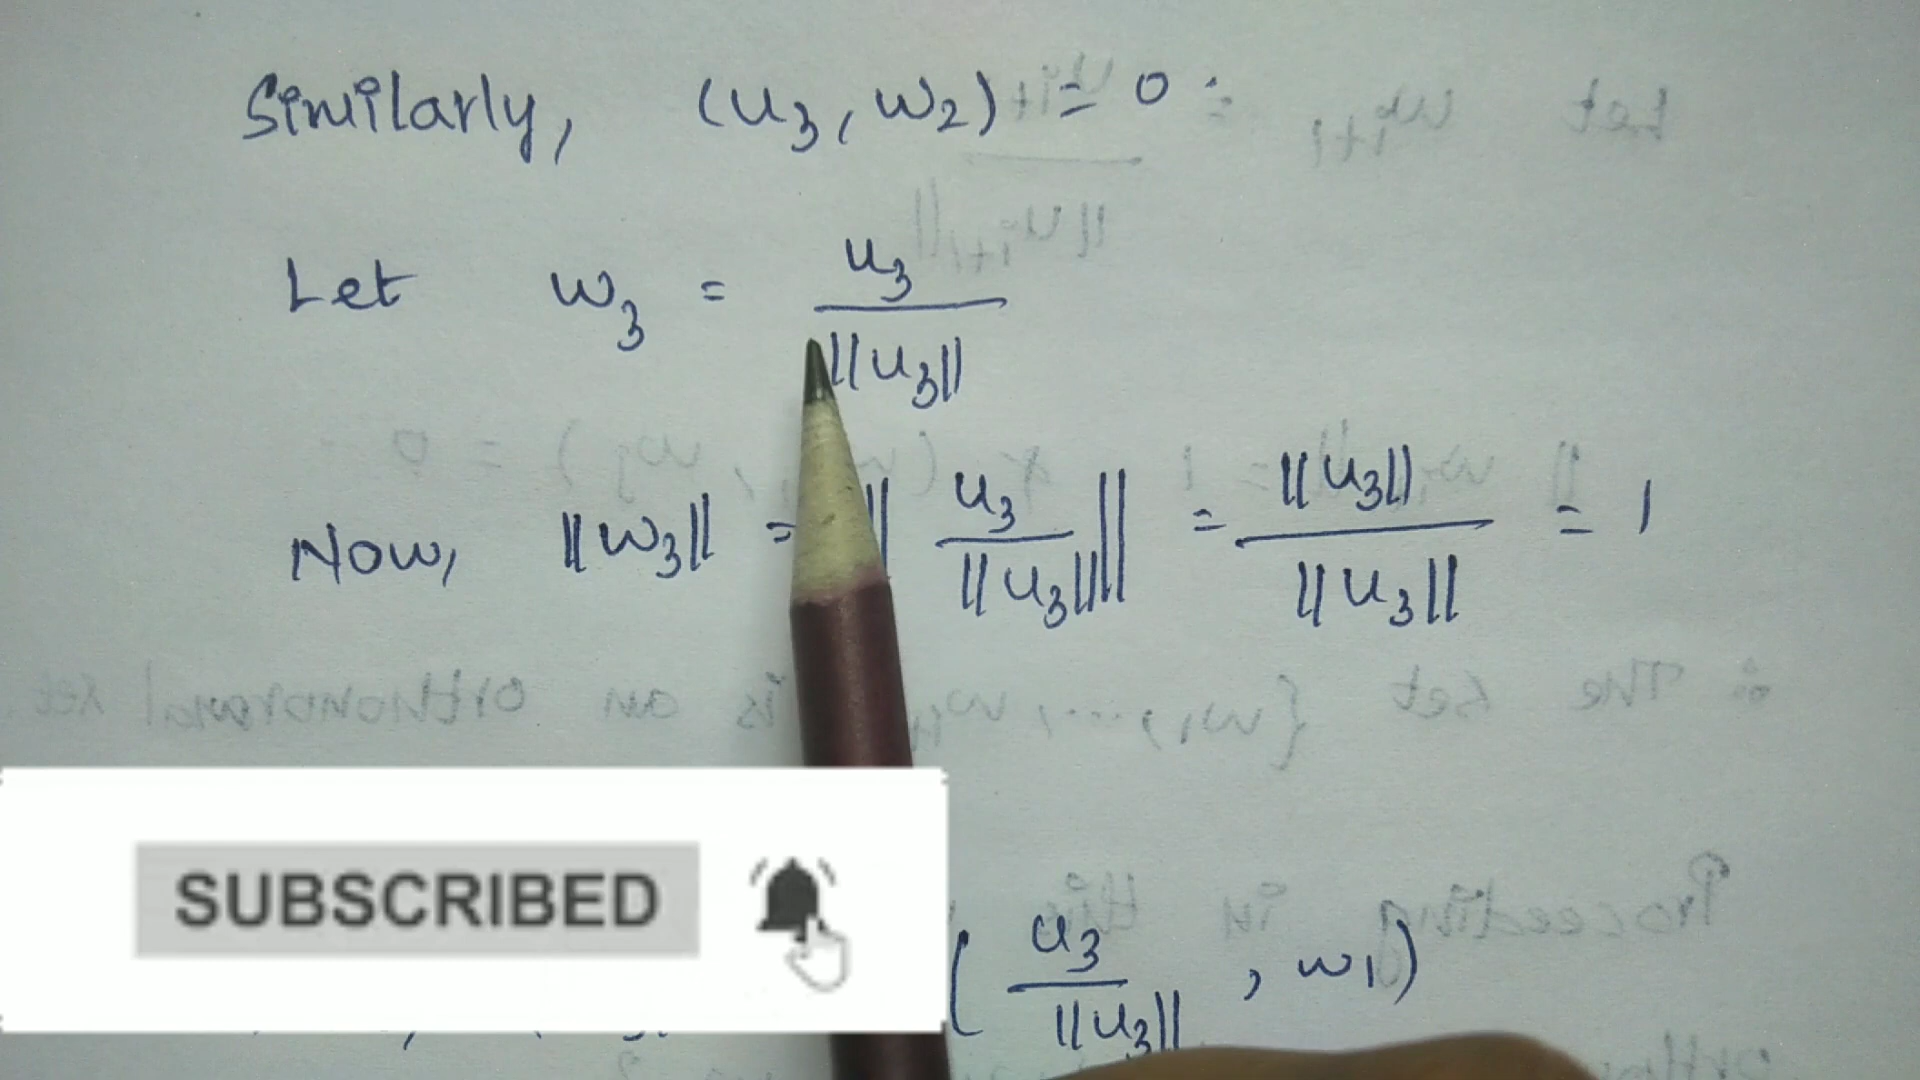 Similarly, (u₃, w₂) = 0.
Let w₃ = u₃ / ||u₃||
Now, ||w₃|| = || u₃ / ||u₃|| || = ||u₃|| / ||u₃|| = 1
SUBSCRIBED
( u₃ / ||u₃|| , w₁)